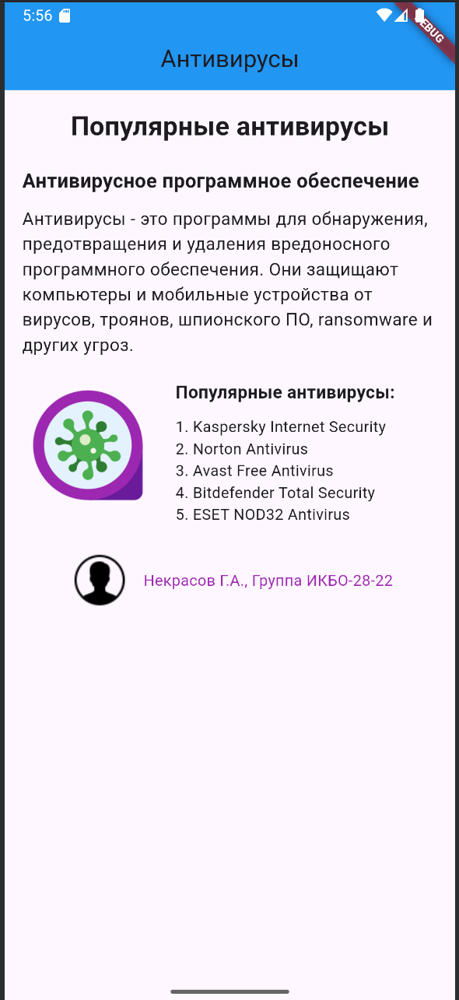 5:56
DEBUG
Антивирусы
Популярные антивирусы
Антивирусное программное обеспечение
Антивирусы - это программы для обнаружения,
предотвращения и удаления вредоносного
программного обеспечения. Они защищают
компьютеры и мобильные устройства от
вирусов, троянов, шпионского ПО, ransomware и
других угроз.
Популярные антивирусы:
1. Kaspersky Internet Security
2. Norton Antivirus
3. Avast Free Antivirus
4. Bitdefender Total Security
5. ESET NOD32 Antivirus
Некрасов Г.А., Группа ИКБО-28-22